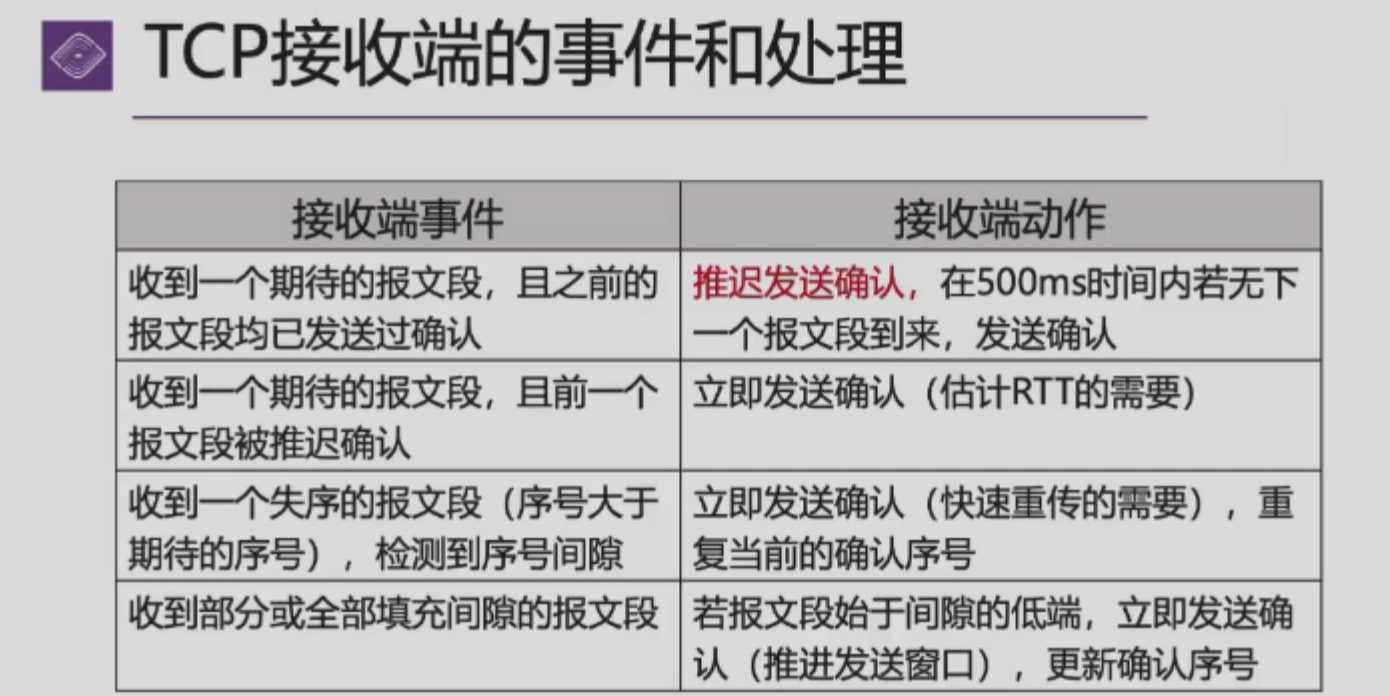 TCP接收端的事件和处理
接收端事件
接收端动作
收到一个期待的报文段，且之前的
报文段均已发送过确认
推迟发送确认，在500ms时间内若无下
一个报文段到来，发送确认
收到一个期待的报文段，且前一个
报文段被推迟确认
立即发送确认（估计RTT的需要）
收到一个失序的报文段（序号大于
期待的序号），检测到序号间隙
立即发送确认（快速重传的需要），重
复当前的确认序号
收到部分或全部填充间隙的报文段
若报文段始于间隙的低端，立即发送确
认（推进发送窗口），更新确认序号